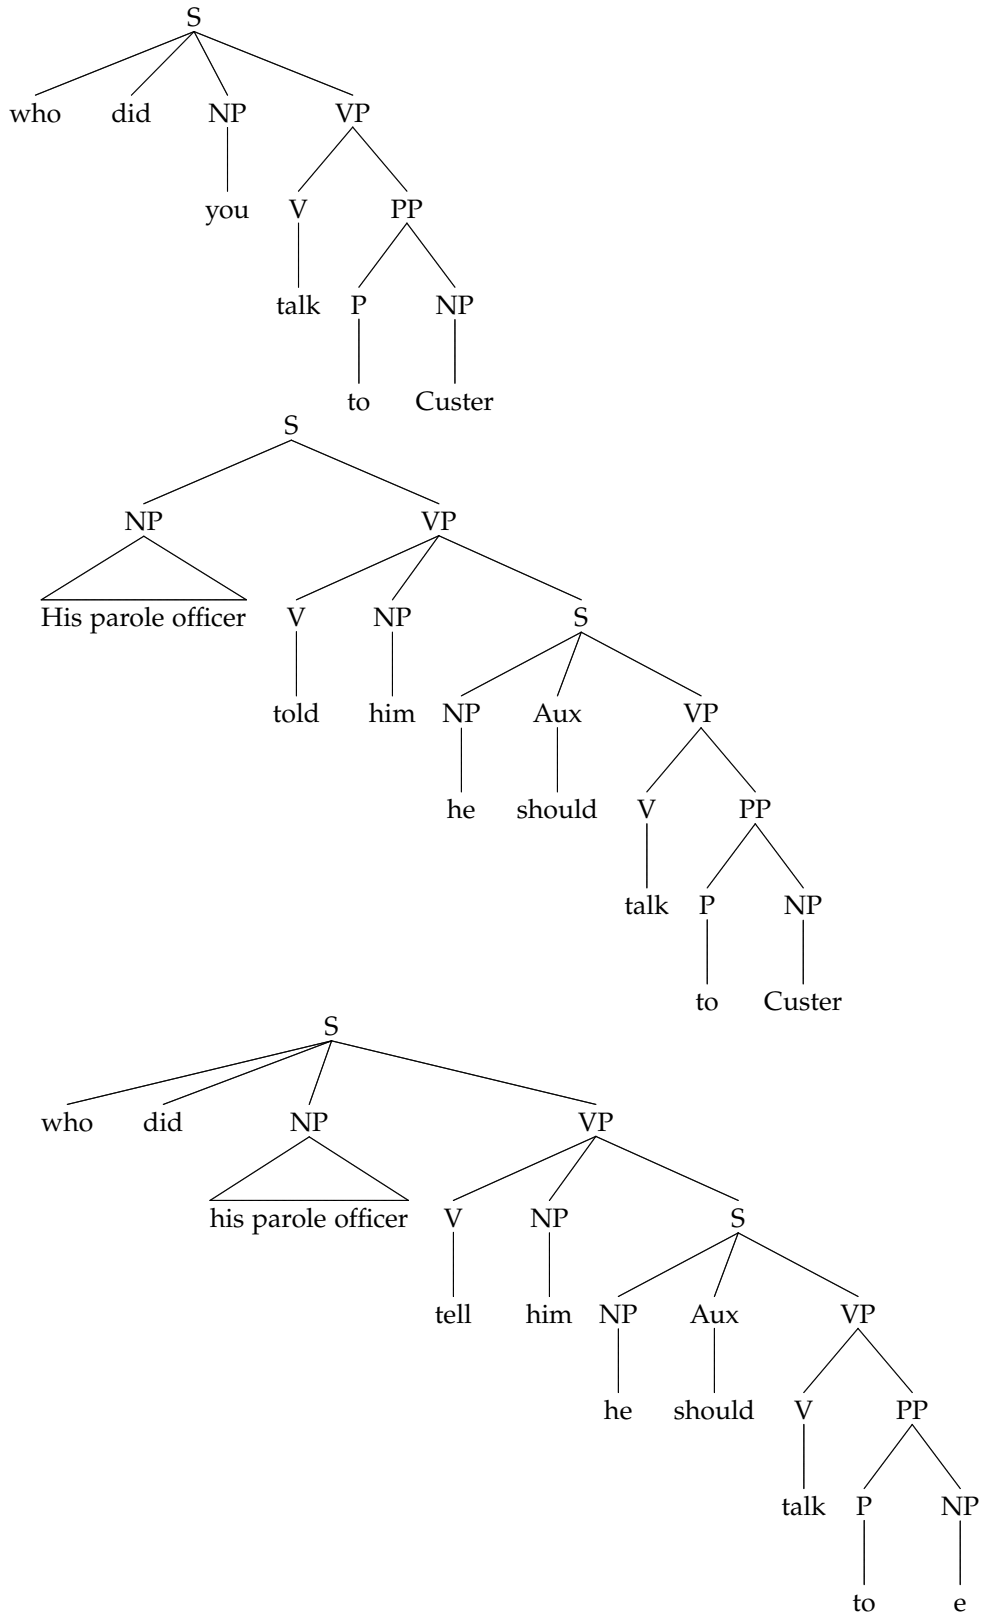 S
who did NP VP
you V PP
talk P NP
to Custer
S
NP VP
His parole officer V NP S
told him NP Aux VP
he should V PP
talk P NP
to Custer
S
who did NP VP
his parole officer V NP S
tell him NP Aux VP
he should V PP
talk P NP
to e